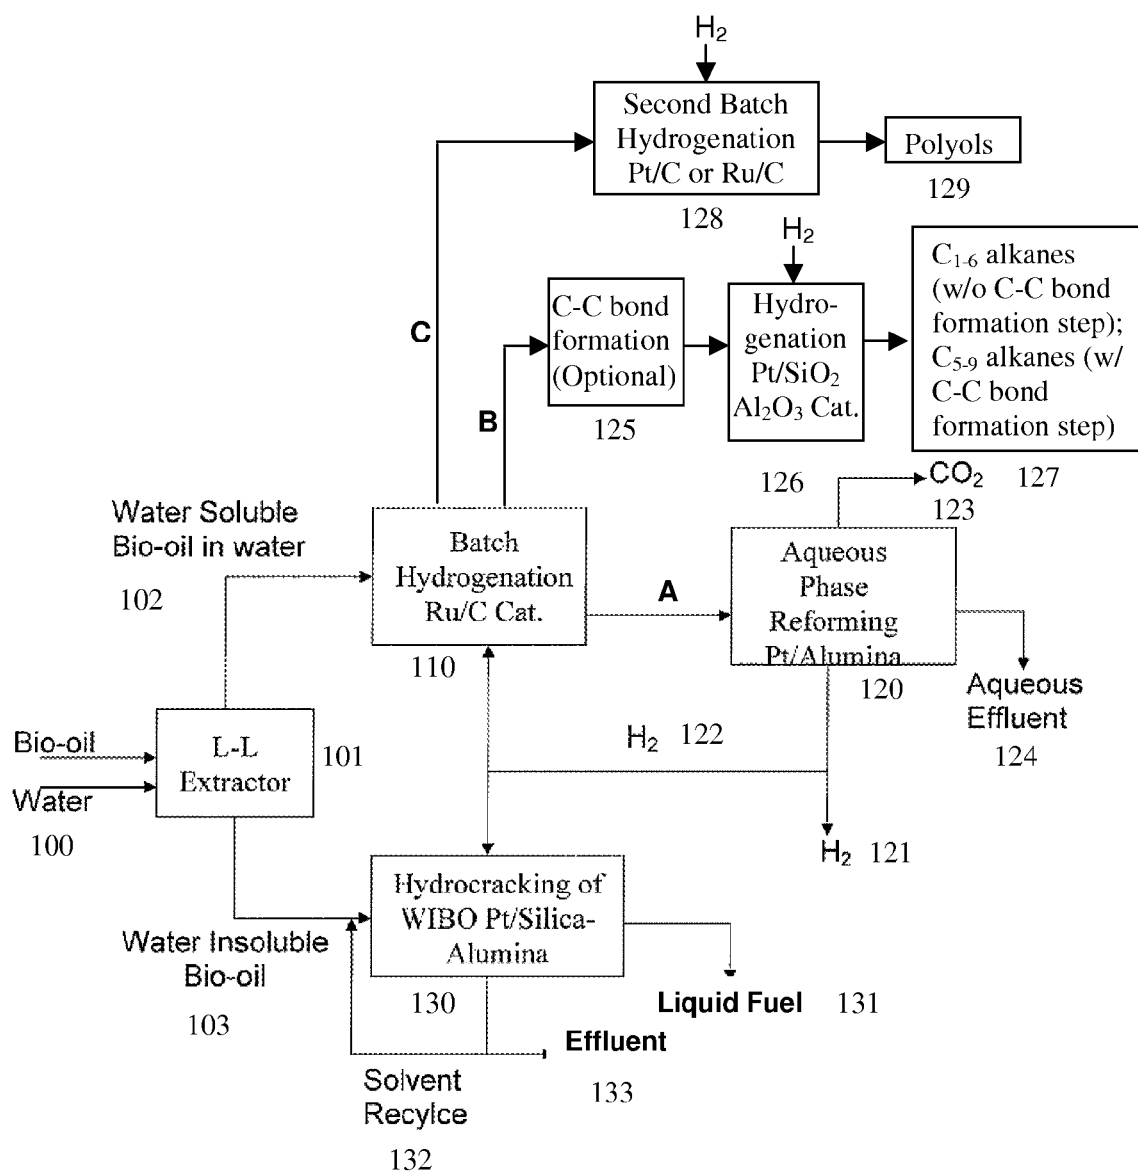 H₂
Second Batch
Hydrogenation
Pt/C or Ru/C
128
Polyols
129
H₂
C
B
C-C bond
formation
(Optional)
125
Hydro-
genation
Pt/SiO₂
Al₂O₃ Cat.
126
C₁₋₆ alkanes
(w/o C-C bond
formation step);
C₅₋₉ alkanes (w/
C-C bond
formation step)
127
CO₂
123
Water Soluble
Bio-oil in water
102
Batch
Hydrogenation
Ru/C Cat.
110
A
Aqueous
Phase
Reforming
Pt/Alumina
120
Aqueous
Effluent
124
Bio-oil
Water
100
L-L
Extractor
101
H₂ 122
H₂ 121
Water Insoluble
Bio-oil
103
Hydrocracking of
WIBO Pt/Silica-
Alumina
130
Liquid Fuel 131
Effluent
133
Solvent
Recylce
132